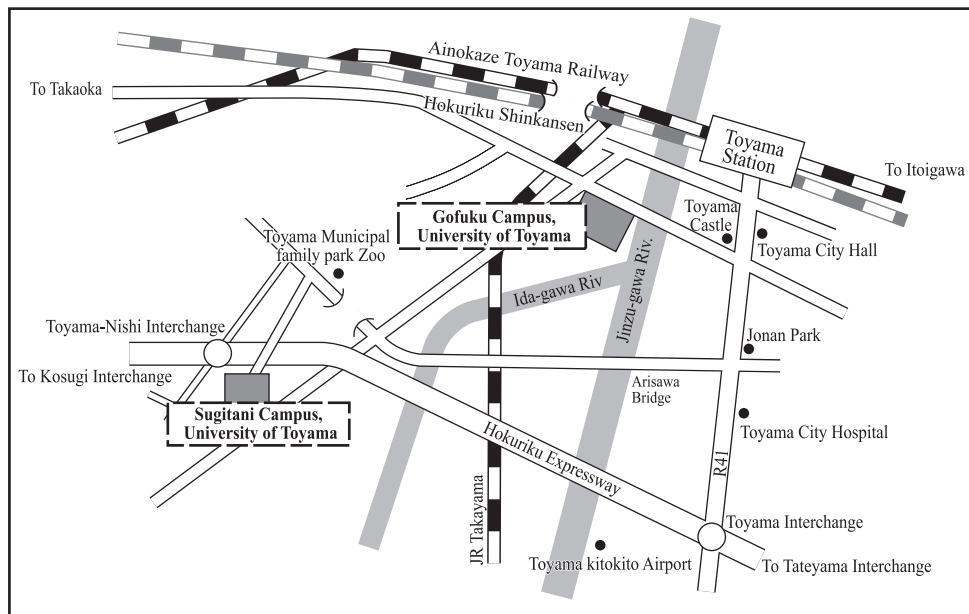 Ainokaze Toyama Railway
To Takaoka
Hokuriku Shinkansen
Toyama
Station
To Itoigawa
Gofuku Campus,
University of Toyama
Toyama
Castle
Toyama City Hall
Toyama Municipal
family park Zoo
Ida-gawa Riv
Jinzu-gawa Riv.
Toyama-Nishi Interchange
Jonan Park
To Kosugi Interchange
Arisawa
Bridge
Sugitani Campus,
University of Toyama
Toyama City Hospital
Hokuriku Expressway
R41
JR Takayama
Toyama Interchange
Toyama kitokito Airport
To Tateyama Interchange